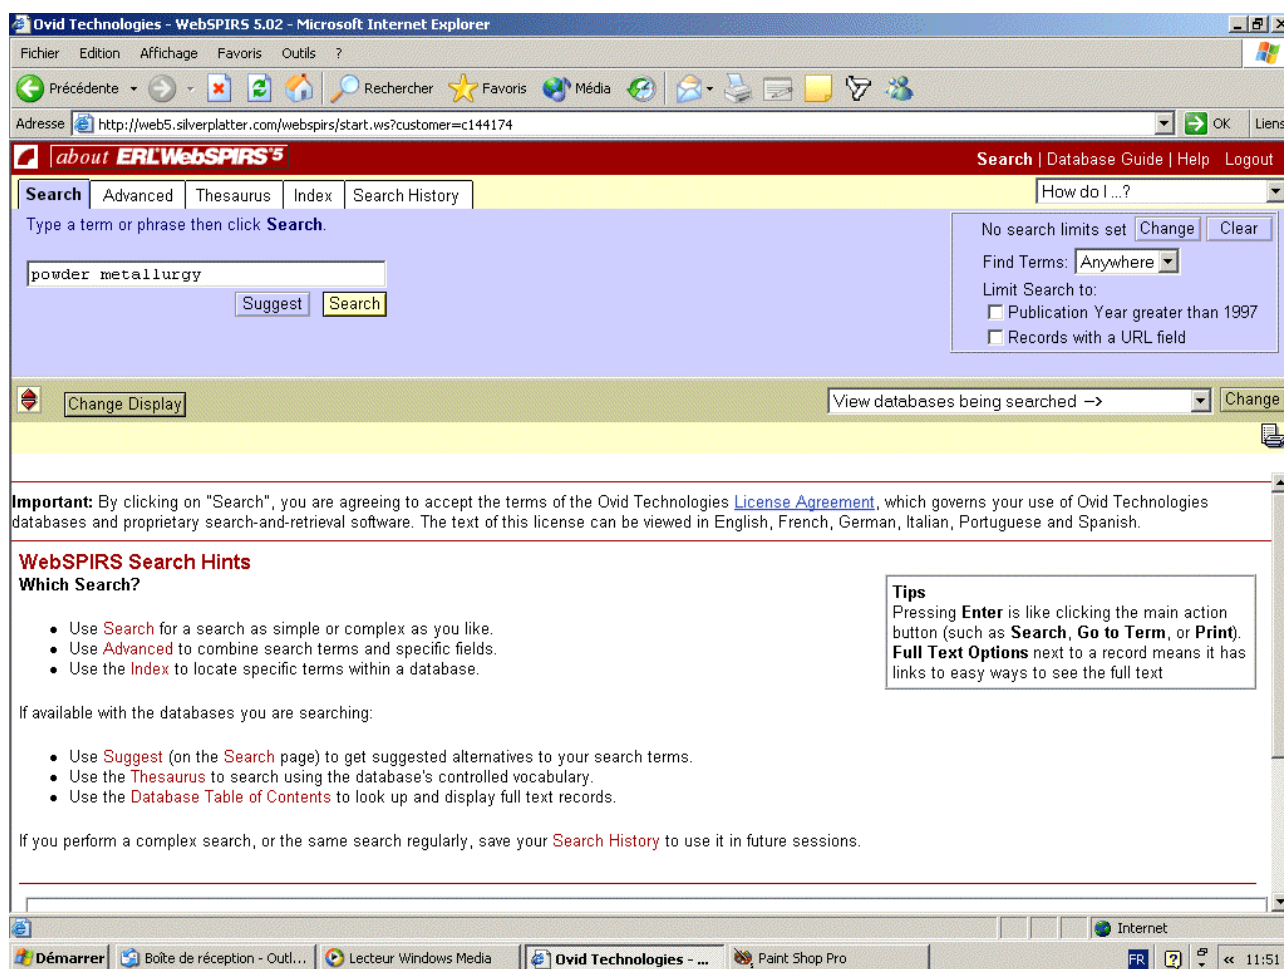 Ovid Technologies - WebSPIRS 5.02 - Microsoft Internet Explorer
Fichier Edition Affichage Favoris Outils ?
Précédente Rechercher Favoris Média
Adresse http://web5.silverplatter.com/webspirs/start.ws?customer=c144174 OK Liens
about ERL WebSPIRS 5 Search | Database Guide | Help Logout
Search Advanced Thesaurus Index Search History How do I ...?
Type a term or phrase then click Search.
No search limits set Change Clear
powder metallurgy
Find Terms: Anywhere
Suggest Search
Limit Search to:
Publication Year greater than 1997
Records with a URL field
Change Display View databases being searched --> Change
Important: By clicking on "Search", you are agreeing to accept the terms of the Ovid Technologies License Agreement, which governs your use of Ovid Technologies
databases and proprietary search-and-retrieval software. The text of this license can be viewed in English, French, German, Italian, Portuguese and Spanish.
WebSPIRS Search Hints
Which Search?
• Use Search for a search as simple or complex as you like.
• Use Advanced to combine search terms and specific fields.
• Use the Index to locate specific terms within a database.
Tips
Pressing Enter is like clicking the main action
button (such as Search, Go to Term, or Print).
Full Text Options next to a record means it has
links to easy ways to see the full text
If available with the databases you are searching:
• Use Suggest (on the Search page) to get suggested alternatives to your search terms.
• Use the Thesaurus to search using the database's controlled vocabulary.
• Use the Database Table of Contents to look up and display full text records.
If you perform a complex search, or the same search regularly, save your Search History to use it in future sessions.
Internet
Démarrer Boîte de réception - Outl... Lecteur Windows Media Ovid Technologies - ... Paint Shop Pro FR « 11:51